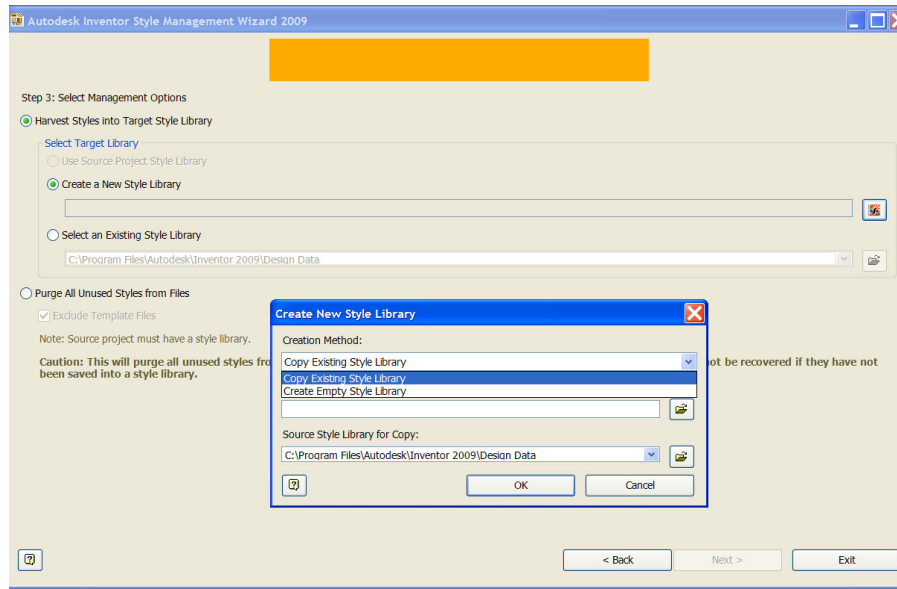 Autodesk Inventor Style Management Wizard 2009
Step 3: Select Management Options
Harvest Styles into Target Style Library
Select Target Library
Use Source Project Style Library
Create a New Style Library
Select an Existing Style Library
C:\Program Files\Autodesk\Inventor 2009\Design Data
Purge All Unused Styles from Files
Exclude Template Files
Note: Source project must have a style library.
Caution: This will purge all unused styles fro
ot be recovered if they have not
been saved into a style library.
Create New Style Library
Creation Method:
Copy Existing Style Library
Copy Existing Style Library
Create Empty Style Library
Source Style Library for Copy:
C:\Program Files\Autodesk\Inventor 2009\Design Data
OK
Cancel
< Back
Next >
Exit